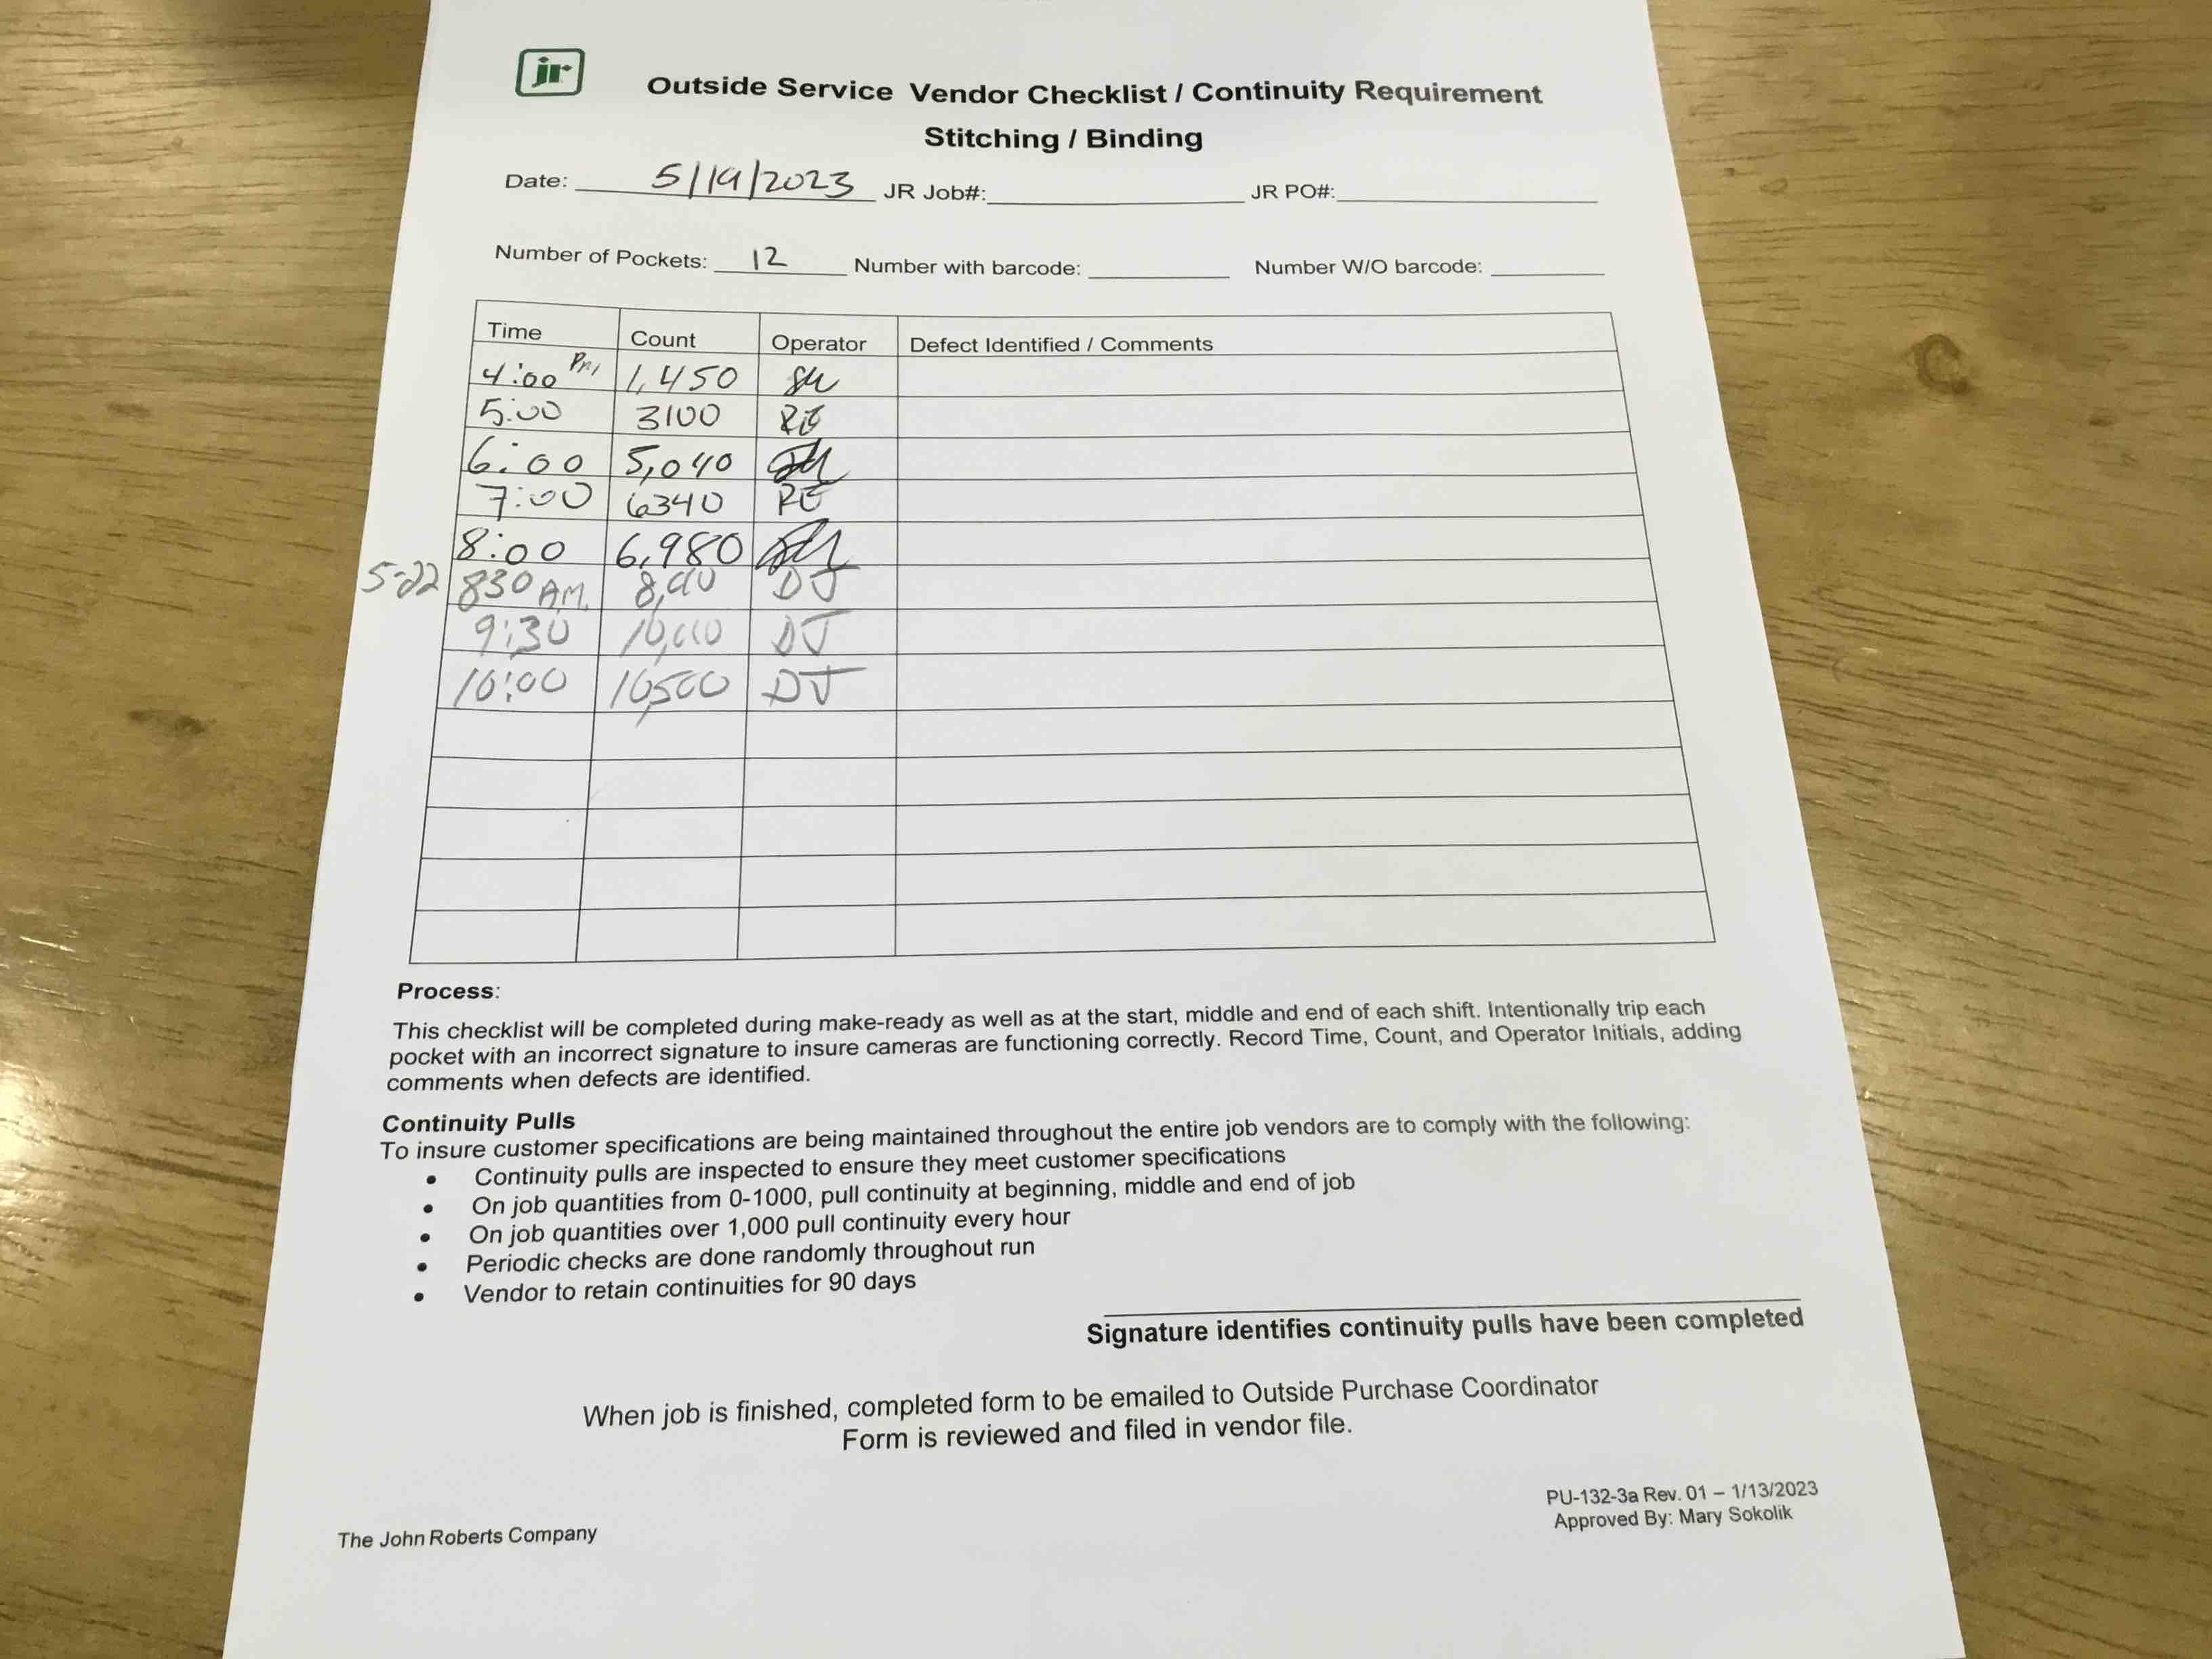 jr
Outside Service Vendor Checklist / Continuity Requirement
Stitching / Binding
Date: 5/19/2023 JR Job#: JR PO#:
Number of Pockets: 12 Number with barcode: Number W/O barcode:
Time Count Operator Defect Identified / Comments
4:00 PM 1,450
5:00 3100 RE
6:00 5,040
7:00 6340 RE
8:00 6,980
5-22 830 A.M. DJ
9:30 DJ
10:00 10,500 DJ
Process:
This checklist will be completed during make-ready as well as at the start, middle and end of each shift. Intentionally trip each
pocket with an incorrect signature to insure cameras are functioning correctly. Record Time, Count, and Operator Initials, adding
comments when defects are identified.
Continuity Pulls
To insure customer specifications are being maintained throughout the entire job vendors are to comply with the following:
• Continuity pulls are inspected to ensure they meet customer specifications
• On job quantities from 0-1000, pull continuity at beginning, middle and end of job
• On job quantities over 1,000 pull continuity every hour
• Periodic checks are done randomly throughout run
• Vendor to retain continuities for 90 days
Signature identifies continuity pulls have been completed
When job is finished, completed form to be emailed to Outside Purchase Coordinator
Form is reviewed and filed in vendor file.
PU-132-3a Rev. 01 – 1/13/2023
Approved By: Mary Sokolik
The John Roberts Company